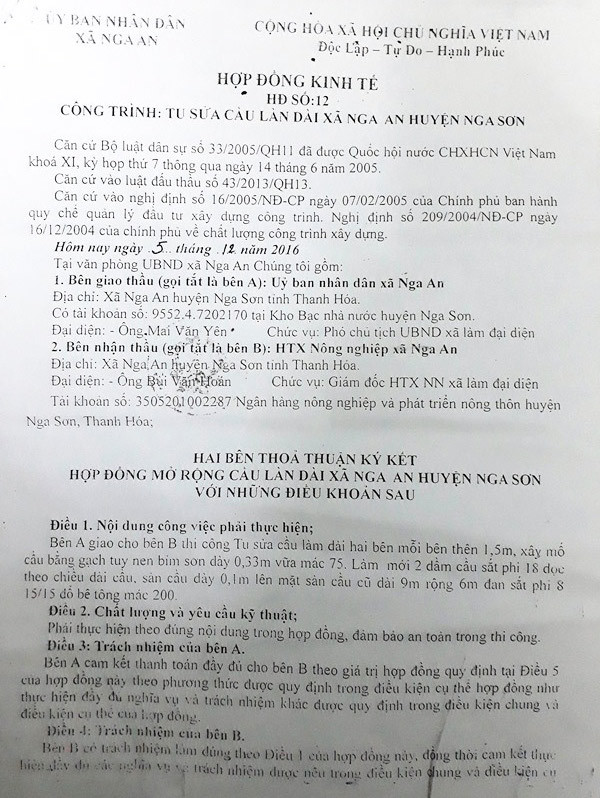 ỦY BAN NHÂN DÂN
XÃ NGA AN
CỘNG HÒA XÃ HỘI CHỦ NGHĨA VIỆT NAM
Độc Lập – Tự Do – Hạnh Phúc
HỢP ĐỒNG KINH TẾ
HĐ SỐ:12
CÔNG TRÌNH: TU SỬA CẦU LÀN DÀI XÃ NGA AN HUYỆN NGA SƠN
Căn cứ Bộ luật dân sự số 33/2005/QH11 đã được Quốc hội nước CHXHCN Việt Nam
khoá XI, kỳ họp thứ 7 thông qua ngày 14 tháng 6 năm 2005.
Căn cứ vào luật đấu thầu số 43/2013/QH13.
Căn cứ vào nghị định số 16/2005/NĐ-CP ngày 07/02/2005 của Chính phủ ban hành
quy chế quản lý đầu tư xây dựng công trình. Nghị định số 209/2004/NĐ-CP ngày
16/12/2004 của chính phủ về chất lượng công trình xây dựng.
Hôm nay ngày 5. tháng .12. năm 2016
Tại văn phòng UBND xã Nga An Chúng tôi gồm:
1. Bên giao thầu (gọi tắt là bên A): Uỷ ban nhân dân xã Nga An
Địa chỉ: Xã Nga An huyện Nga Sơn tỉnh Thanh Hóa.
Có tài khoản số: 9552.4.7202170 tại Kho Bạc nhà nước huyện Nga Sơn.
Đại diện: - Ông Mai Văn Yên Chức vụ: Phó chủ tịch UBND xã làm đại diện
2. Bên nhận thầu (gọi tắt là bên B): HTX Nông nghiệp xã Nga An
Địa chỉ: Xã Nga An huyện Nga Sơn tỉnh Thanh Hóa.
Đại diện: - Ông Bùi Văn Hoàn Chức vụ: Giám đốc HTX NN xã làm đại diện
Tài khoản số: 3505201002287 Ngân hàng nông nghiệp và phát triển nông thôn huyện
Nga Sơn, Thanh Hóa;
HAI BÊN THOẢ THUẬN KÝ KẾT
HỢP ĐỒNG MỞ RỘNG CẦU LÀN DÀI XÃ NGA AN HUYỆN NGA SƠN
VỚI NHỮNG ĐIỀU KHOẢN SAU
Điều 1. Nội dung công việc phải thực hiện;
Bên A giao cho bên B thi công Tu sửa cầu làm dài hai bên mỗi bên thên 1,5m, xây mố
cầu bằng gạch tuy nen bỉm sơn dày 0,33m vữa mác 75. Làm mới 2 dầm cầu sắt phi 18 dọc
theo chiều dài cầu, sàn cầu dày 0,1m lên mặt sàn cầu cũ dài 9m rộng 6m đan sắt phi 8
15/15 đổ bê tông mác 200.
Điều 2. Chất lượng và yêu cầu kỹ thuật;
Phải thực hiện theo đúng nội dung trong hợp đồng, đảm bảo an toàn trong thi công.
Điều 3: Trách nhiệm của bên A.
Bên A cam kết thanh toán đầy đủ cho bên B theo giá trị hợp đồng quy định tại Điều 5
của hợp đồng này theo phương thức được quy định trong điều kiện cụ thể hợp đồng như
thực hiện đầy đủ nghĩa vụ và trách nhiệm khác được quy định trong điều kiện chung và
điều kiện cụ thể của hợp đồng.
Điều 4: Trách nhiệm của bên B.
Bên B có trách nhiệm làm đúng theo Điều 1 của hợp đồng này, đồng thời cam kết thực
hiện đầy đủ các nghĩa vụ và trách nhiệm được nêu trong điều kiện chung và điều kiện cụ